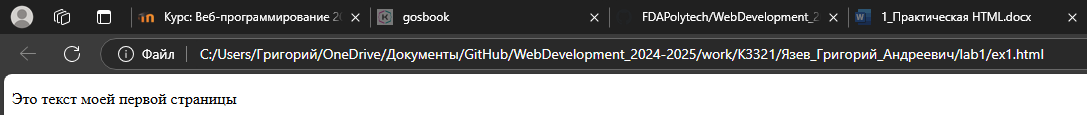 Курс: Веб-программирование 20
gosbook
FDAPolytech/WebDevelopment_2
1_Практическая HTML.docx
Файл
C:/Users/Григорий/OneDrive/Документы/GitHub/WebDevelopment_2024-2025/work/K3321/Язев_Григорий_Андреевич/lab1/ex1.html
Это текст моей первой страницы